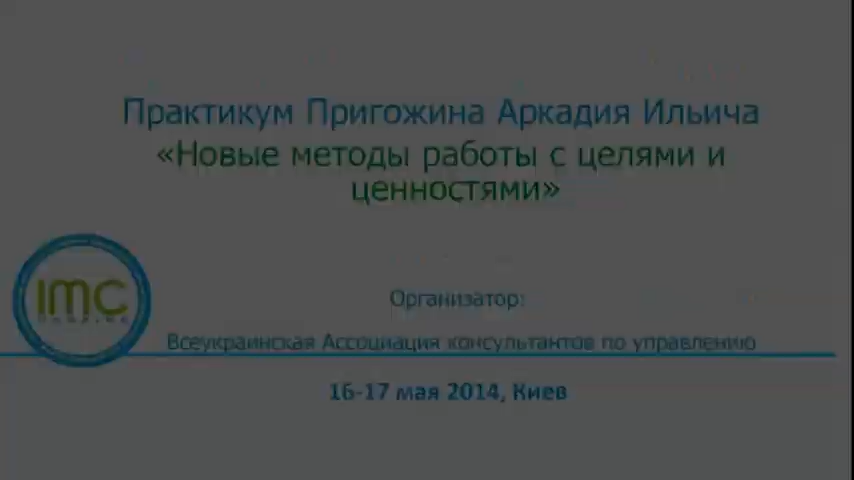 Практикум Пригожина Аркадия Ильича
«Новые методы работы с целями и
ценностями»
imc
Организатор:
Всеукраинская Ассоциация консультантов по управлению
16-17 мая 2014, Киев